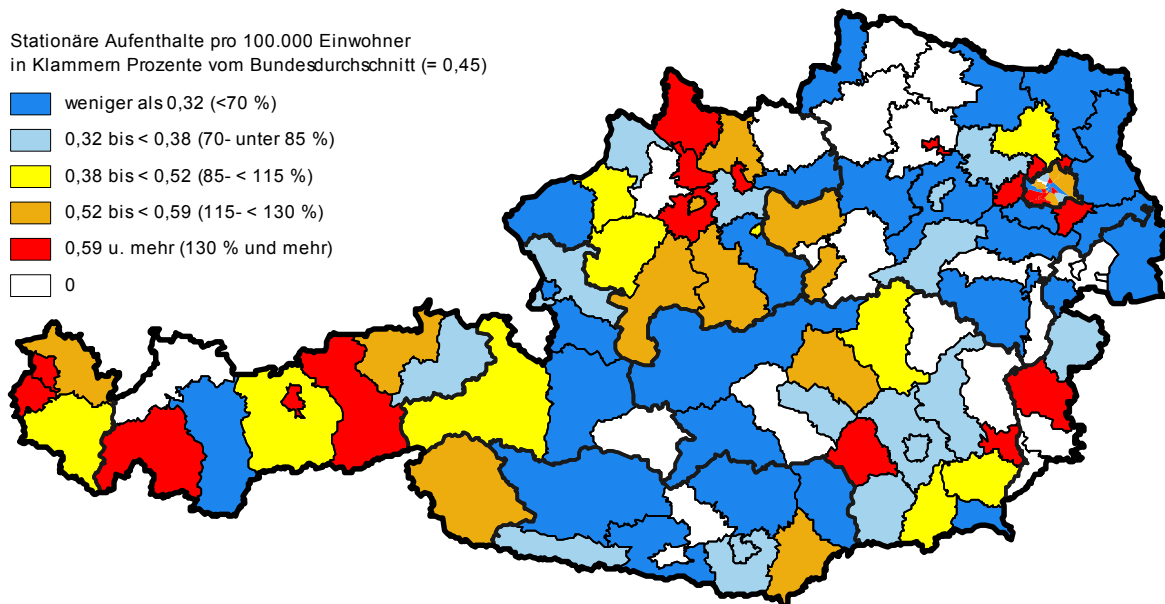 Stationäre Aufenthalte pro 100.000 Einwohner
in Klammern Prozente vom Bundesdurchschnitt (= 0,45)
weniger als 0,32 (<70 %)
0,32 bis < 0,38 (70- unter 85 %)
0,38 bis < 0,52 (85- < 115 %)
0,52 bis < 0,59 (115- < 130 %)
0,59 u. mehr (130 % und mehr)
0